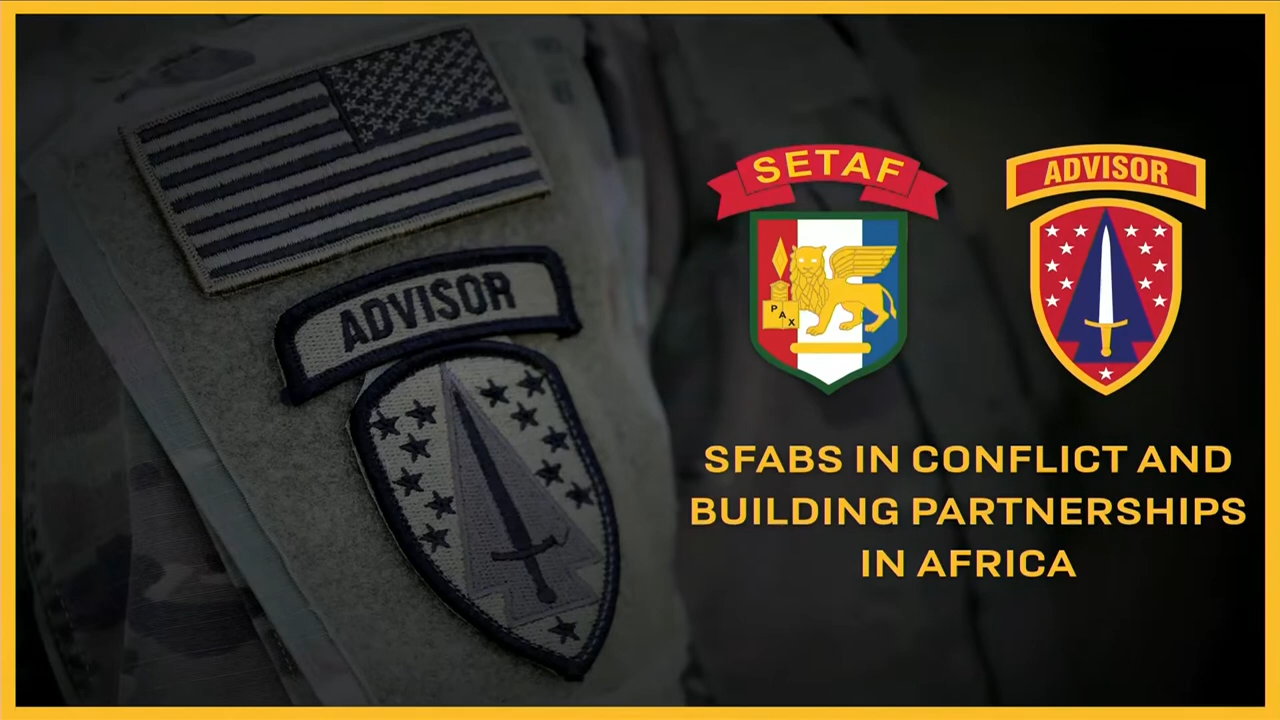 ADVISOR
SETAF
PAX
ADVISOR
SFABS IN CONFLICT AND
BUILDING PARTNERSHIPS
IN AFRICA